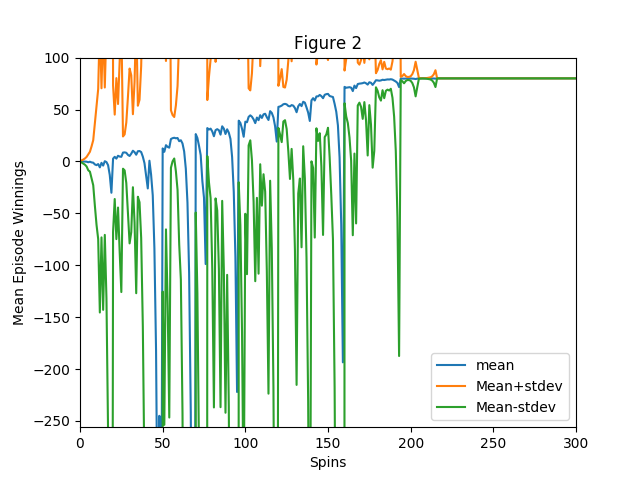 Figure 2
100
50
0
−50
−100
−150
−200
−250
Mean Episode Winnings
0 50 100 150 200 250 300
Spins
mean
Mean+stdev
Mean-stdev